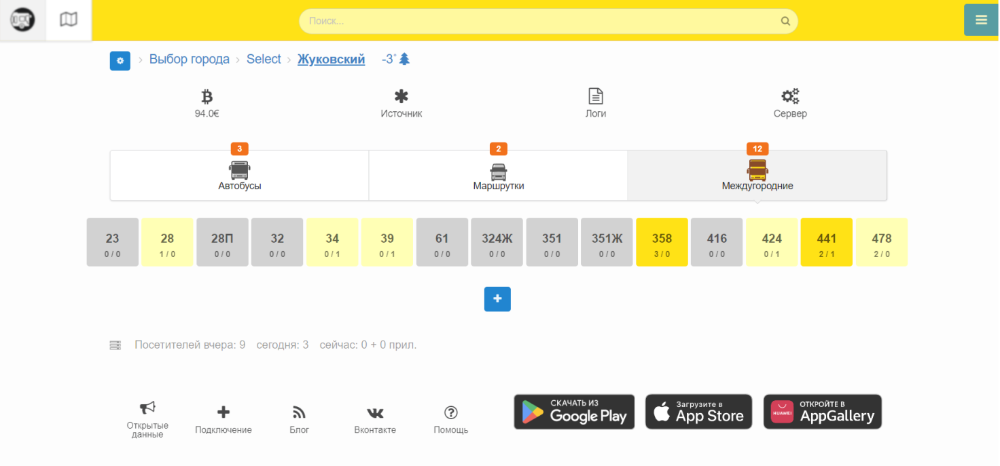 Поиск...
Выбор города Select Жуковский -3°
94.0€ Источник Логи Сервер
3 2 12
Автобусы Маршрутки Междугородние
23 28 28П 32 34 39 61 324Ж 351 351Ж 358 416 424 441 478
0 / 0 1 / 0 0 / 0 0 / 0 0 / 1 0 / 1 0 / 0 0 / 0 0 / 0 0 / 0 3 / 0 0 / 0 0 / 1 2 / 1 2 / 0
+
Посетителей вчера: 9 сегодня: 3 сейчас: 0 + 0 прил.
Открытые
данные
Подключение Блог Вконтакте Помощь
СКАЧАТЬ ИЗ
Google Play
Загрузите в
App Store
HUAWEI
ОТКРОЙТЕ В
AppGallery